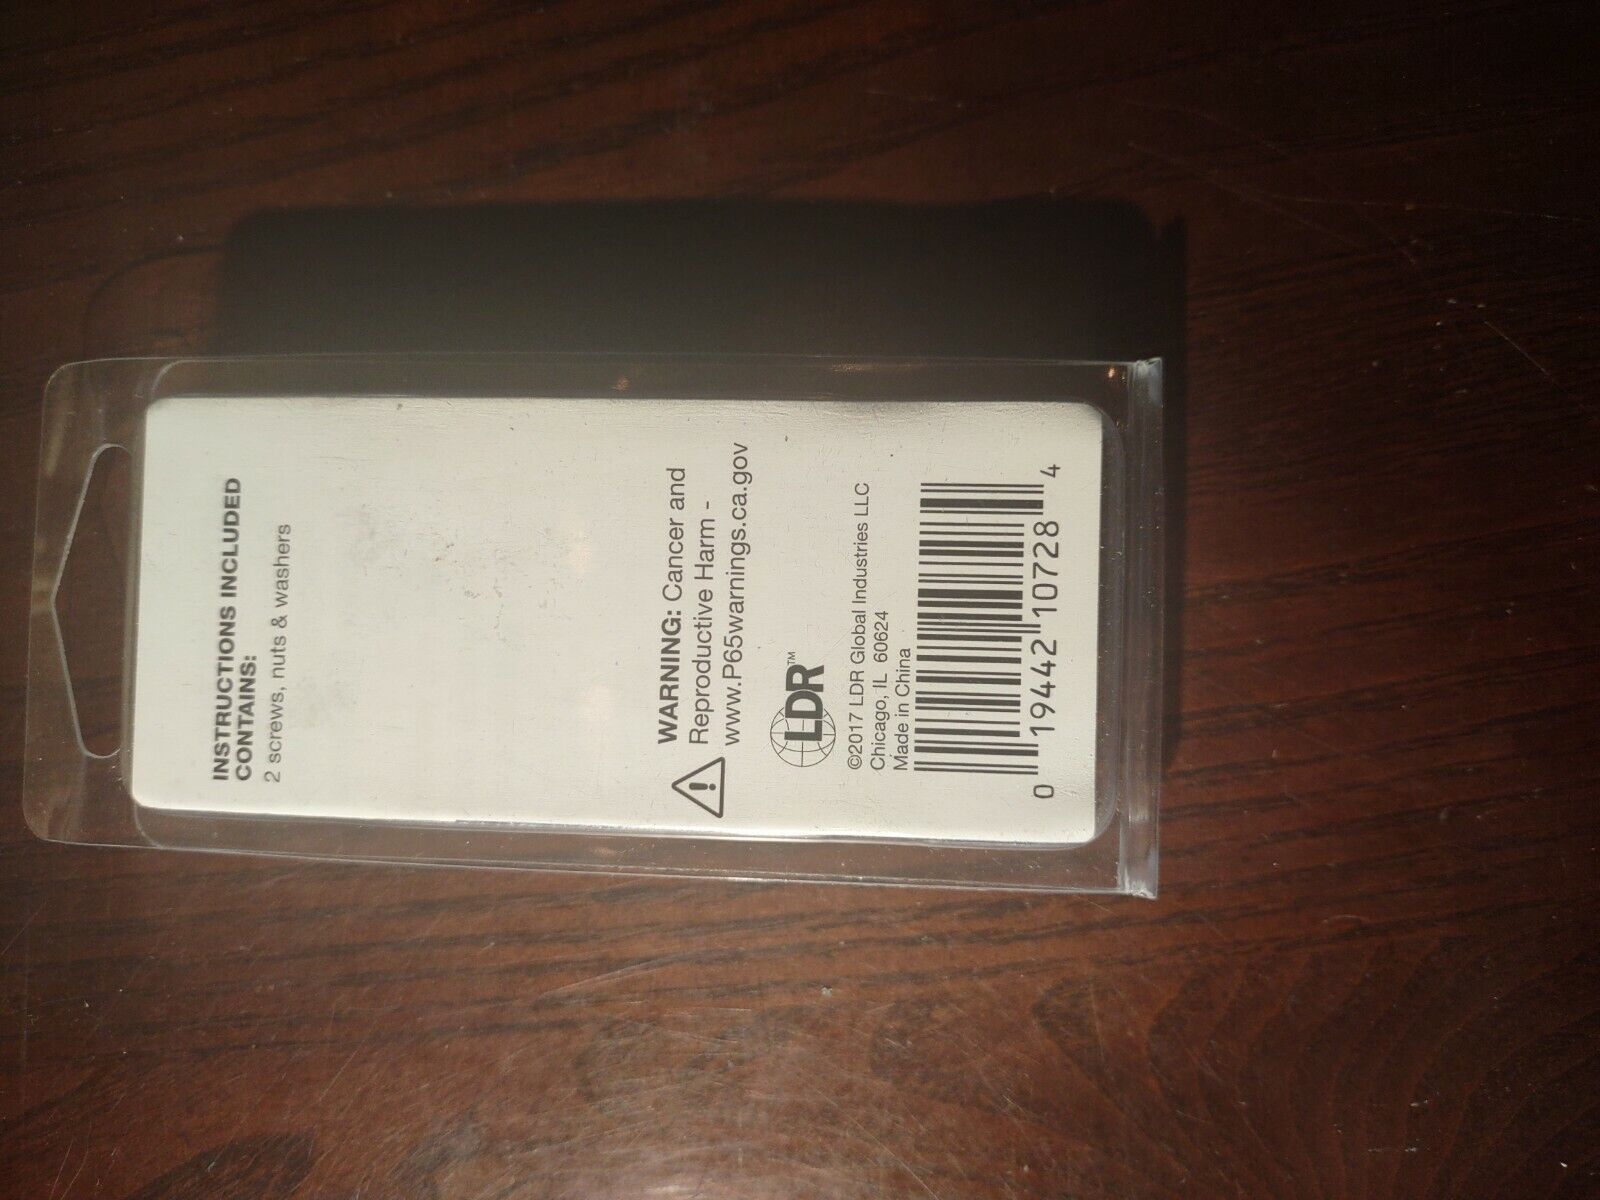 INSTRUCTIONS INCLUDED
CONTAINS:
2 screws, nuts & washers
WARNING: Cancer and
Reproductive Harm -
www.P65warnings.ca.gov
LDR™
©2017 LDR Global Industries LLC
Chicago, IL 60624
Made in China
0 19442 10728 4